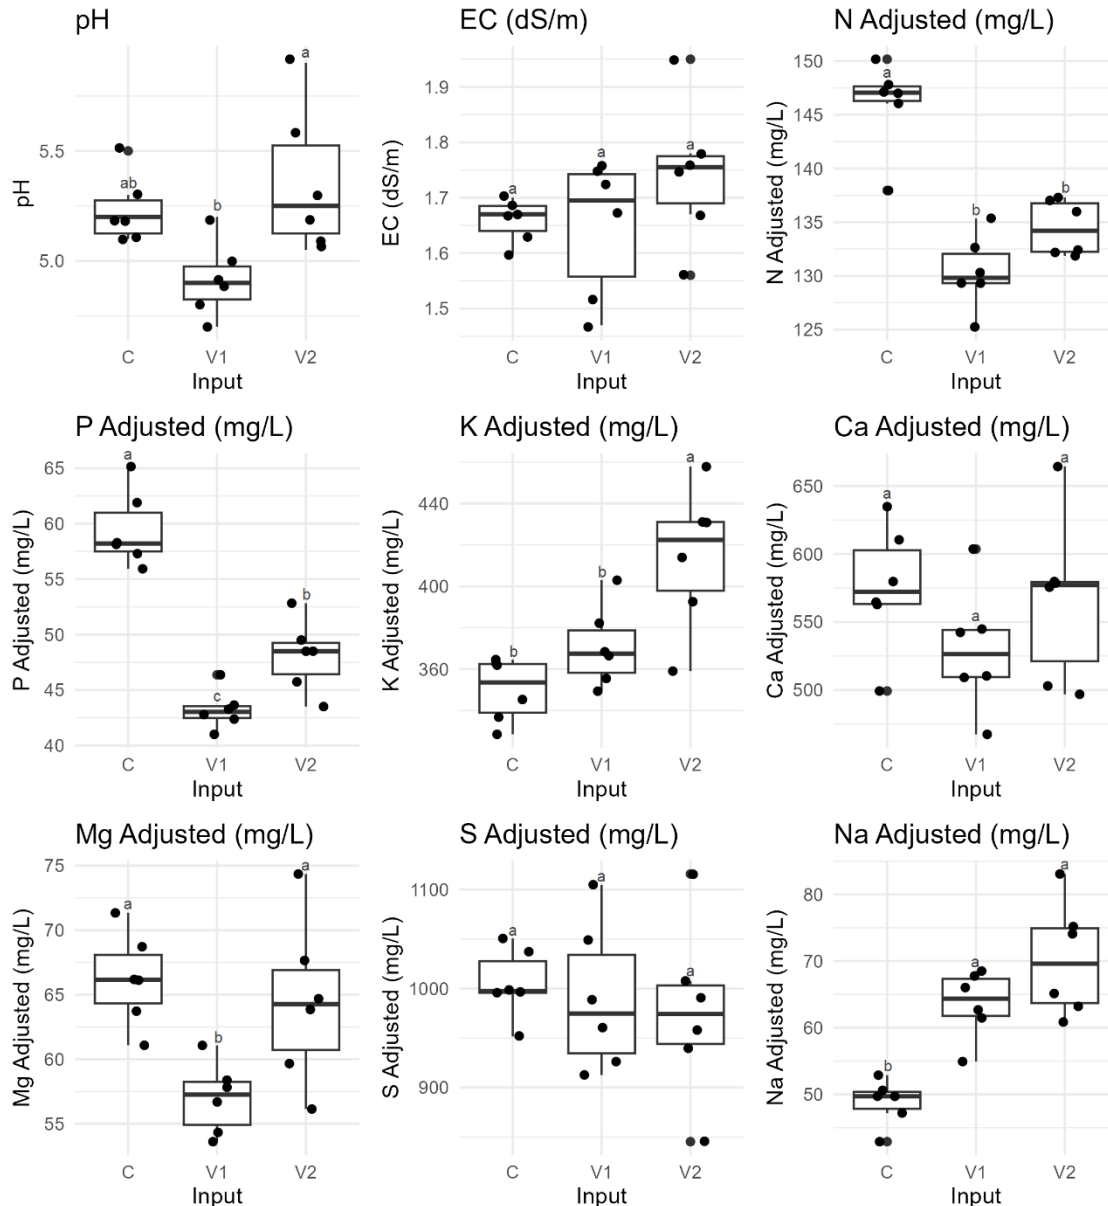 pH
EC (dS/m)
N Adjusted (mg/L)
pH
5.5
5.0
ab
b
a
C
V1
V2
Input
EC (dS/m)
1.9
1.8
1.7
1.6
1.5
a
a
a
C
V1
V2
Input
N Adjusted (mg/L)
150
145
140
135
130
125
a
b
b
C
V1
V2
Input
P Adjusted (mg/L)
K Adjusted (mg/L)
Ca Adjusted (mg/L)
P Adjusted (mg/L)
65
60
55
50
45
40
a
c
b
C
V1
V2
Input
K Adjusted (mg/L)
440
400
360
b
b
a
C
V1
V2
Input
Ca Adjusted (mg/L)
650
600
550
500
a
a
a
C
V1
V2
Input
Mg Adjusted (mg/L)
S Adjusted (mg/L)
Na Adjusted (mg/L)
Mg Adjusted (mg/L)
75
70
65
60
55
a
b
a
C
V1
V2
Input
S Adjusted (mg/L)
1100
1000
900
a
a
a
C
V1
V2
Input
Na Adjusted (mg/L)
80
70
60
50
b
a
a
C
V1
V2
Input